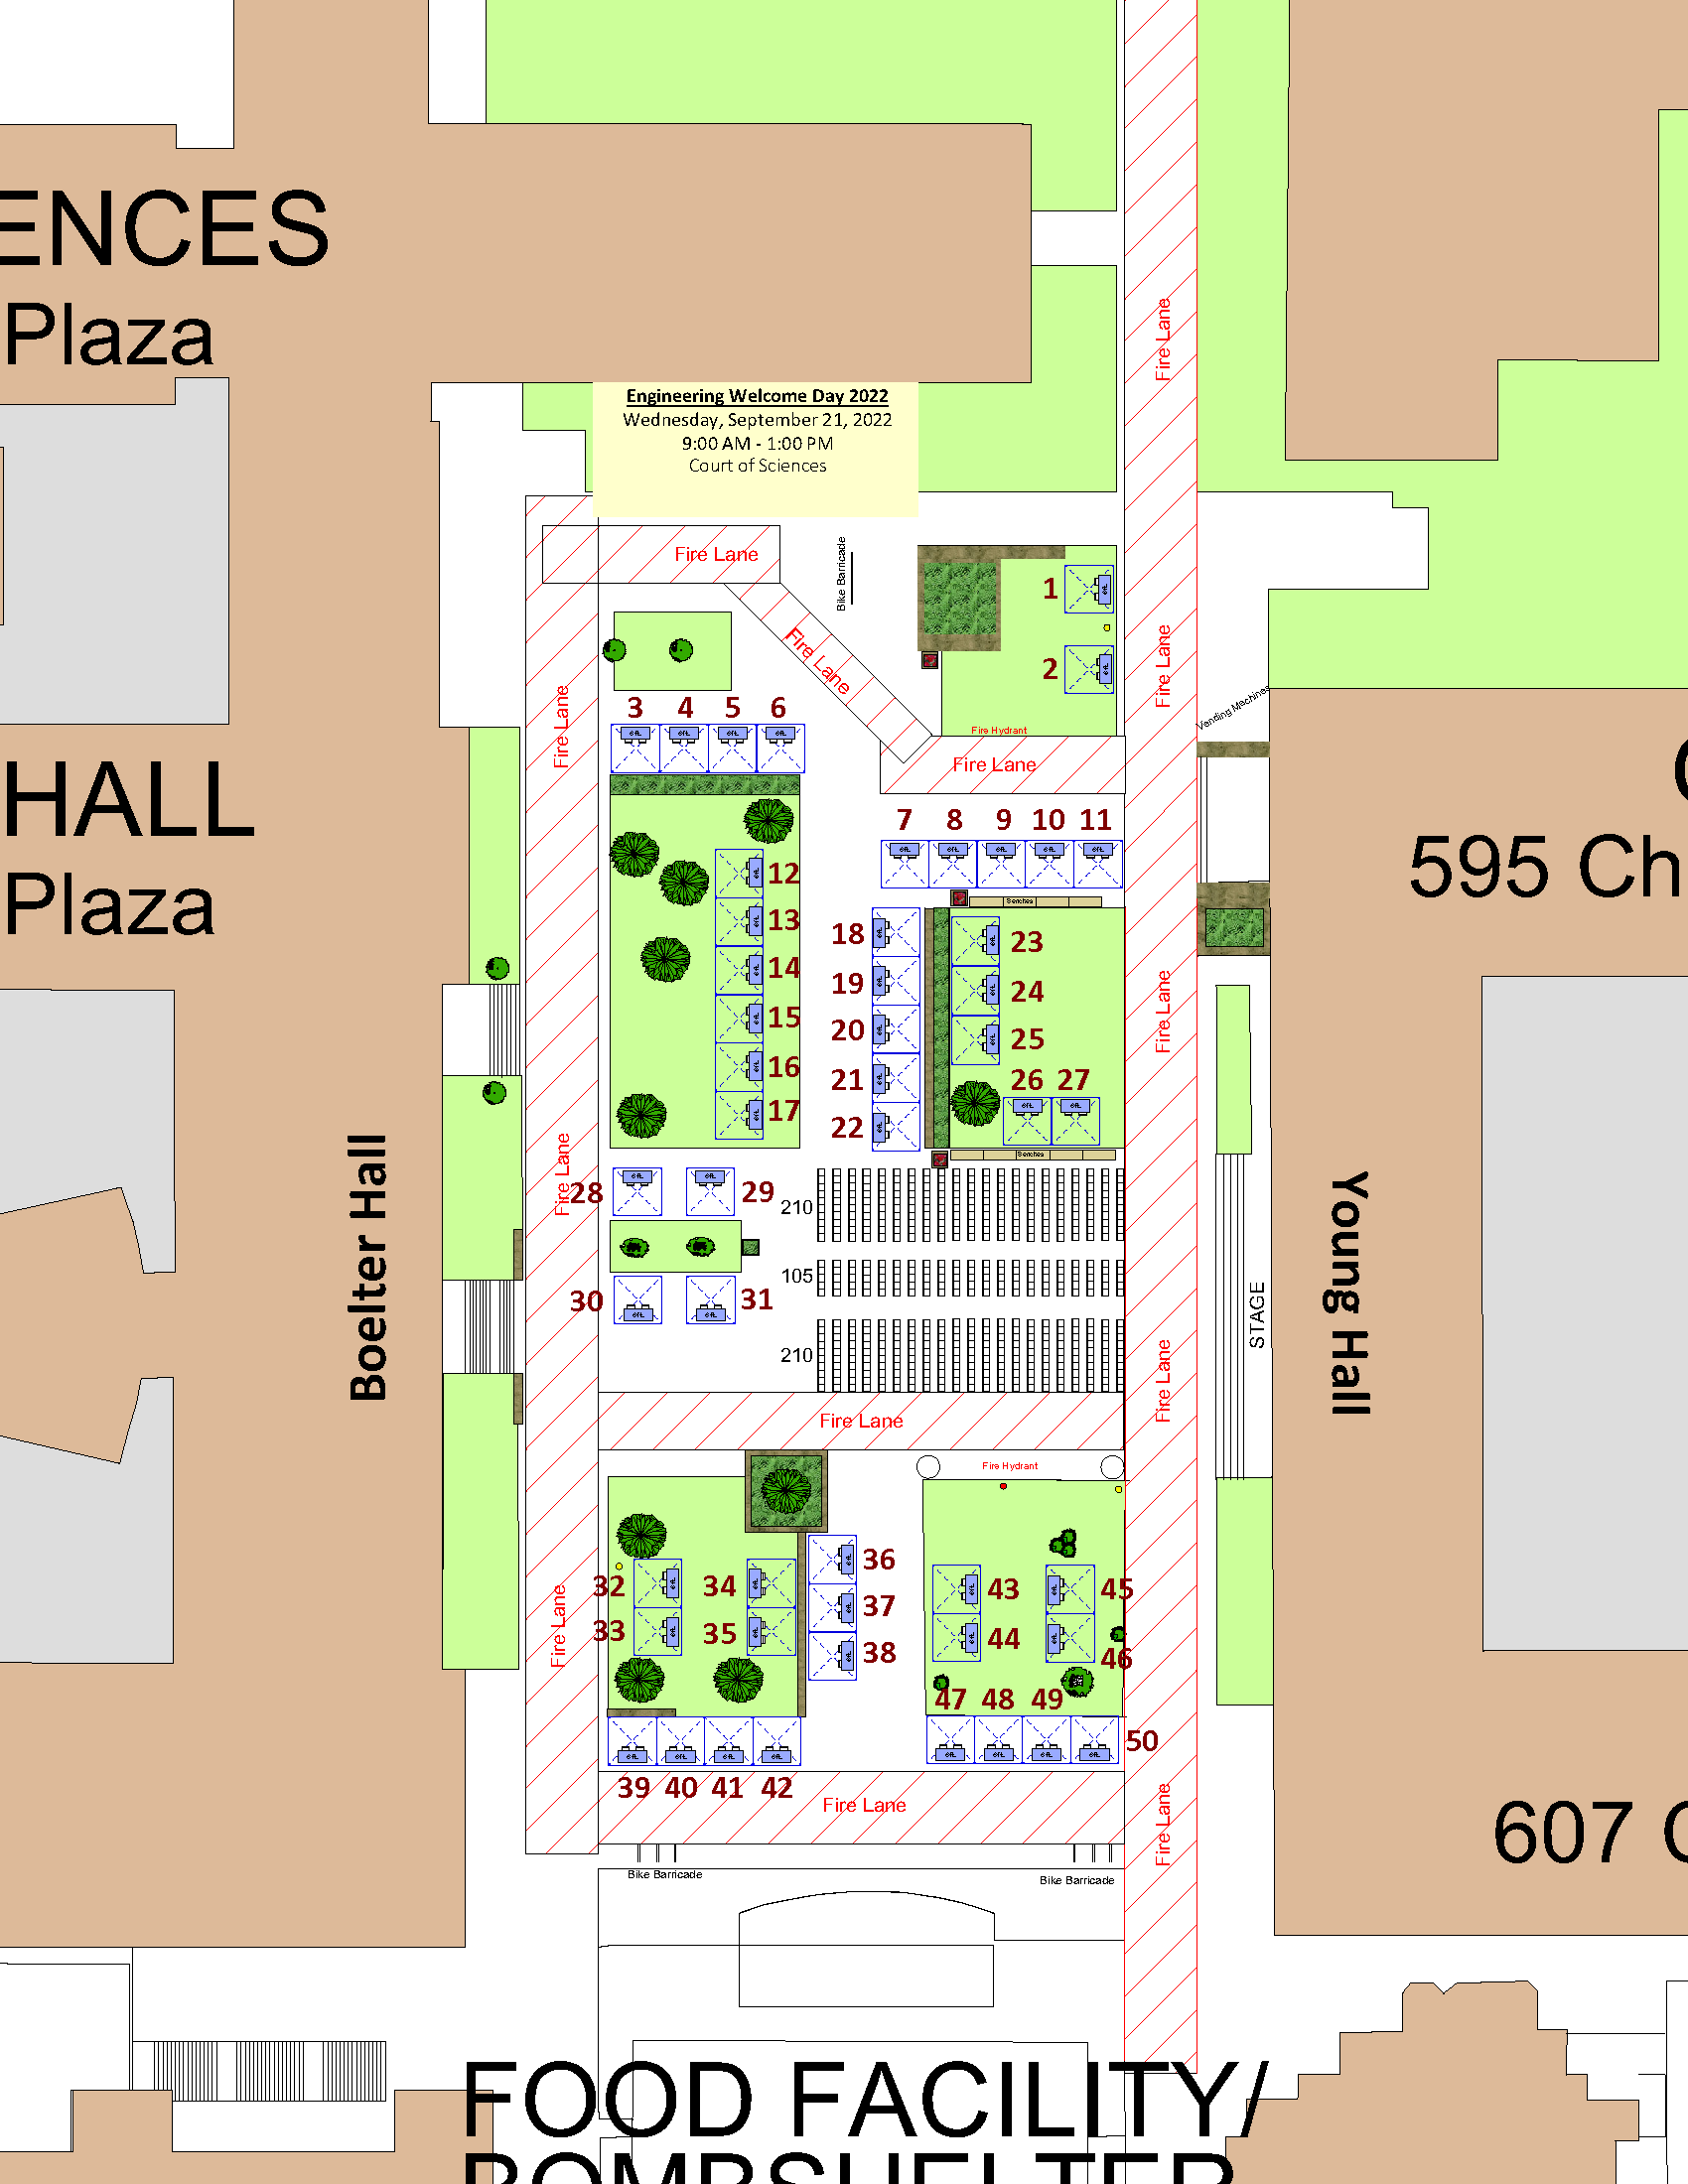 ENCES
Plaza
Fire Lane
Engineering Welcome Day 2022
Wednesday, September 21, 2022
9:00 AM - 1:00 PM
Court of Sciences
Fire Lane
Bike Barricade
1
Fire Lane
Fire Lane
2
Fire Lane
Vending Machines
3 4 5 6
Fire Hydrant
Fire Lane
HALL
Plaza
7 8 9 10 11
595 Ch
12
Benches
13
18
23
14
19
24
Fire Lane
15
20
25
16
21
26 27
17
22
Benches
Boelter Hall
Fire Lane
28
29
210
Young Hall
105
30
31
STAGE
210
Fire Lane
Fire Lane
Fire Hydrant
36
32
34
43
45
37
Fire Lane
33
35
44
38
46
47 48 49
50
39 40 41 42
Fire Lane
Fire Lane
607
Bike Barricade
Bike Barricade
FOOD FACILITY/
BOMBSHELTER